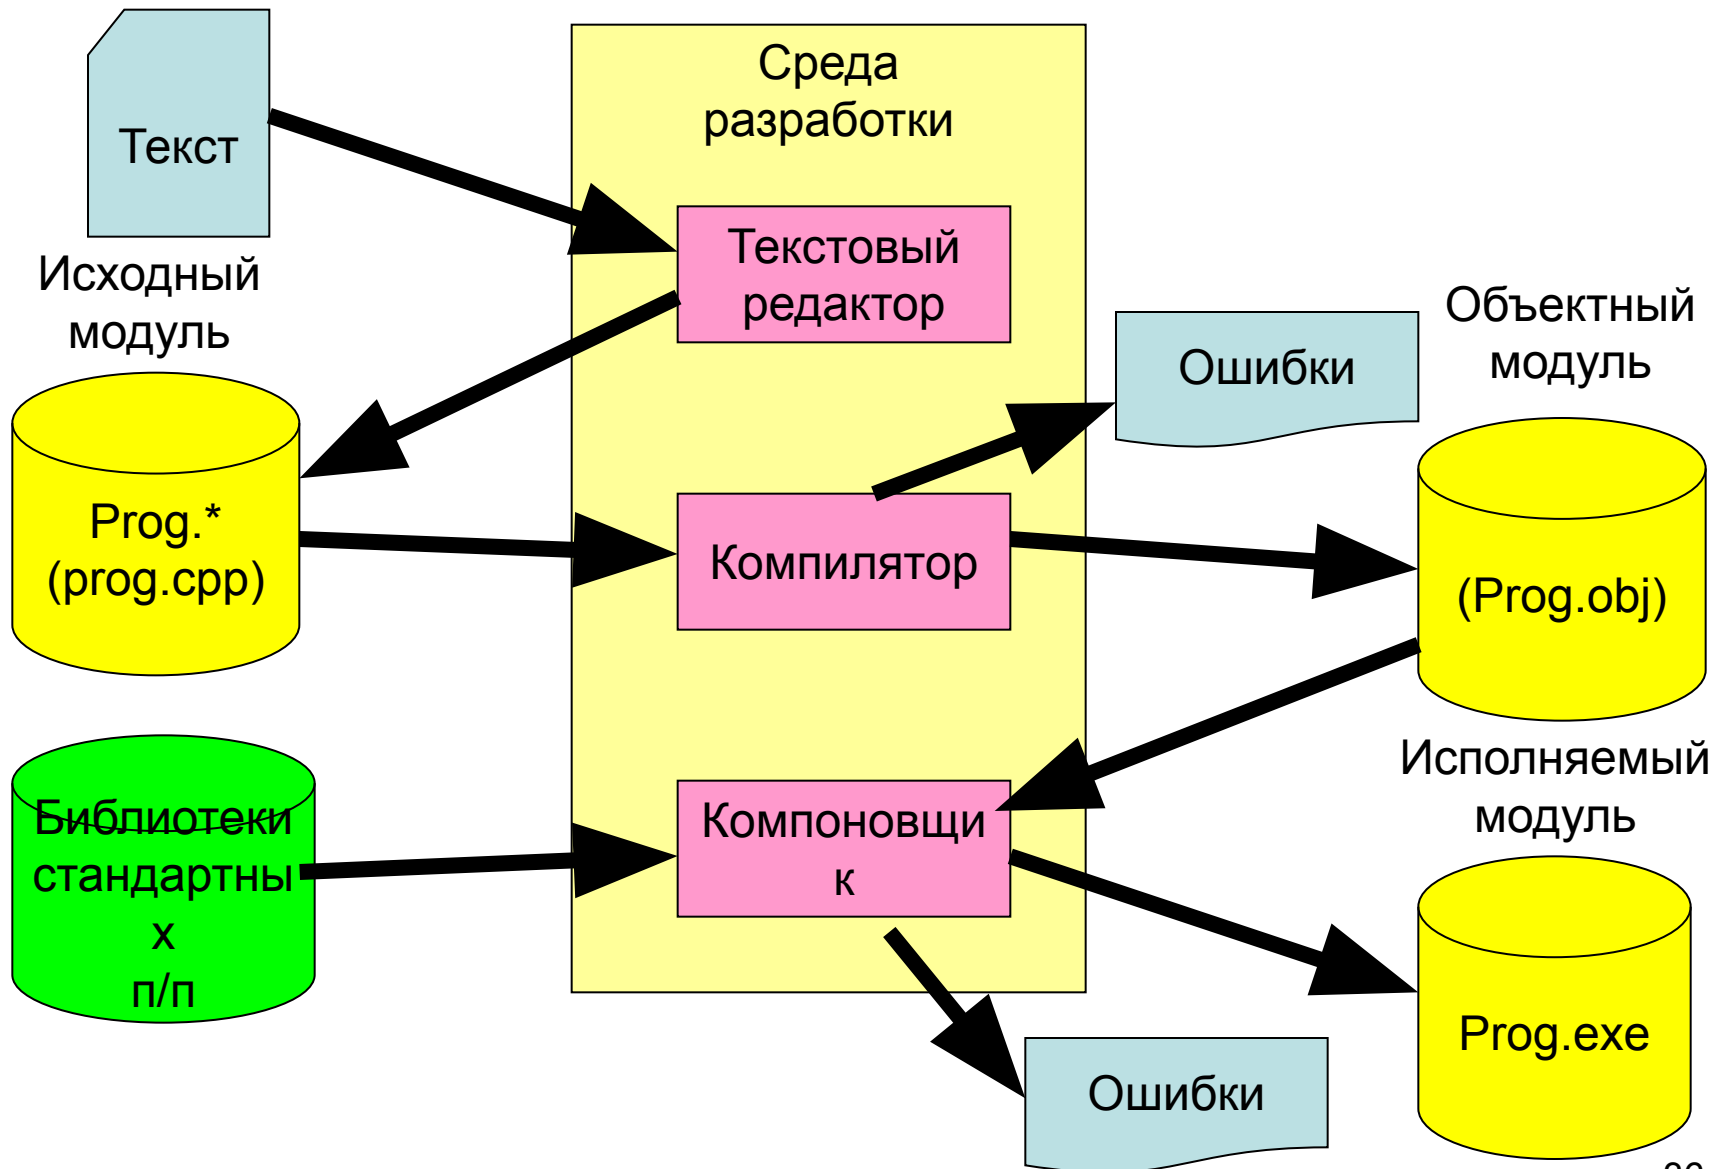 Среда
разработки
Текст
Текстовый
редактор
Исходный
модуль
Ошибки
Объектный
модуль
Prog.*
(prog.cpp)
Компилятор
(Prog.obj)
Библиотеки
стандартны
х
п/п
Компоновщи
к
Исполняемый
модуль
Prog.exe
Ошибки